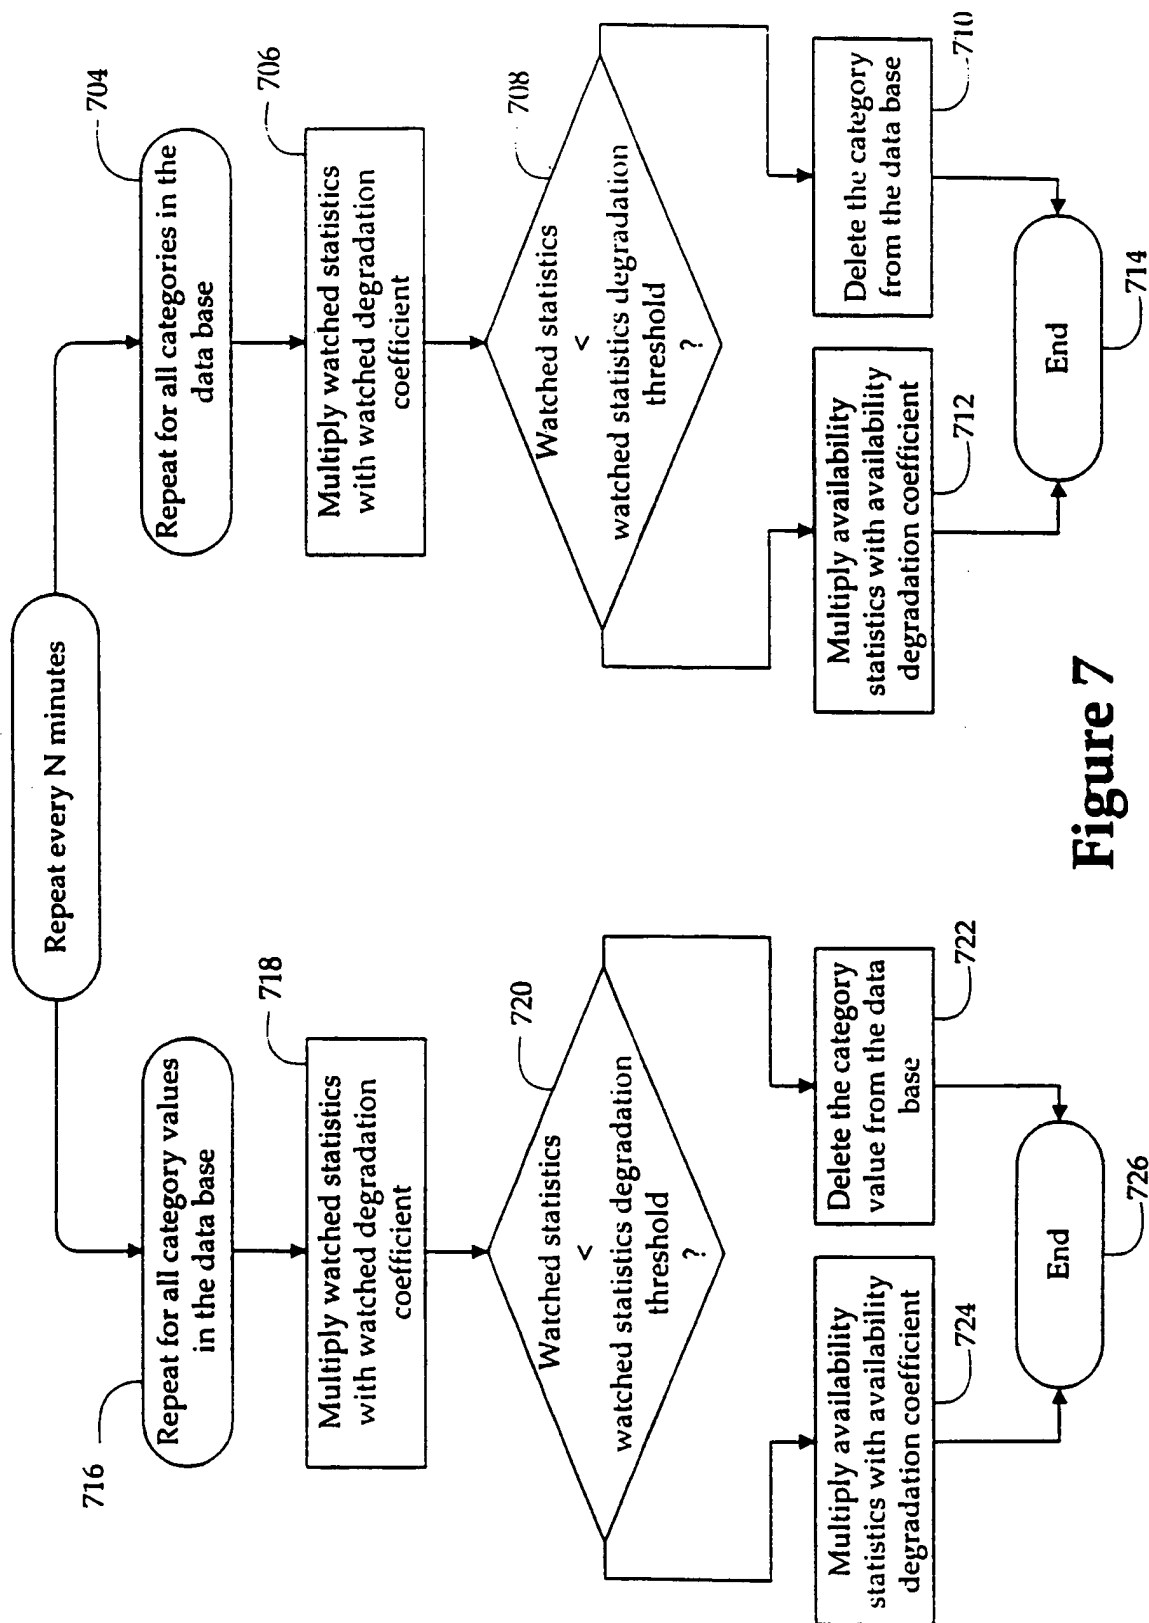 Repeat every N minutes
716
Repeat for all category values
in the data base
718
Multiply watched statistics
with watched degradation
coefficient
720
Watched statistics
<
watched statistics degradation
threshold
?
Multiply availability
statistics with availability
degradation coefficient
724
Delete the category
value from the data
base
722
End
726
704
Repeat for all categories in the
data base
706
Multiply watched statistics
with watched degradation
coefficient
708
Watched statistics
<
watched statistics degradation
threshold
?
Multiply availability
statistics with availability
degradation coefficient
712
Delete the category
from the data base
710
End
714
Figure 7